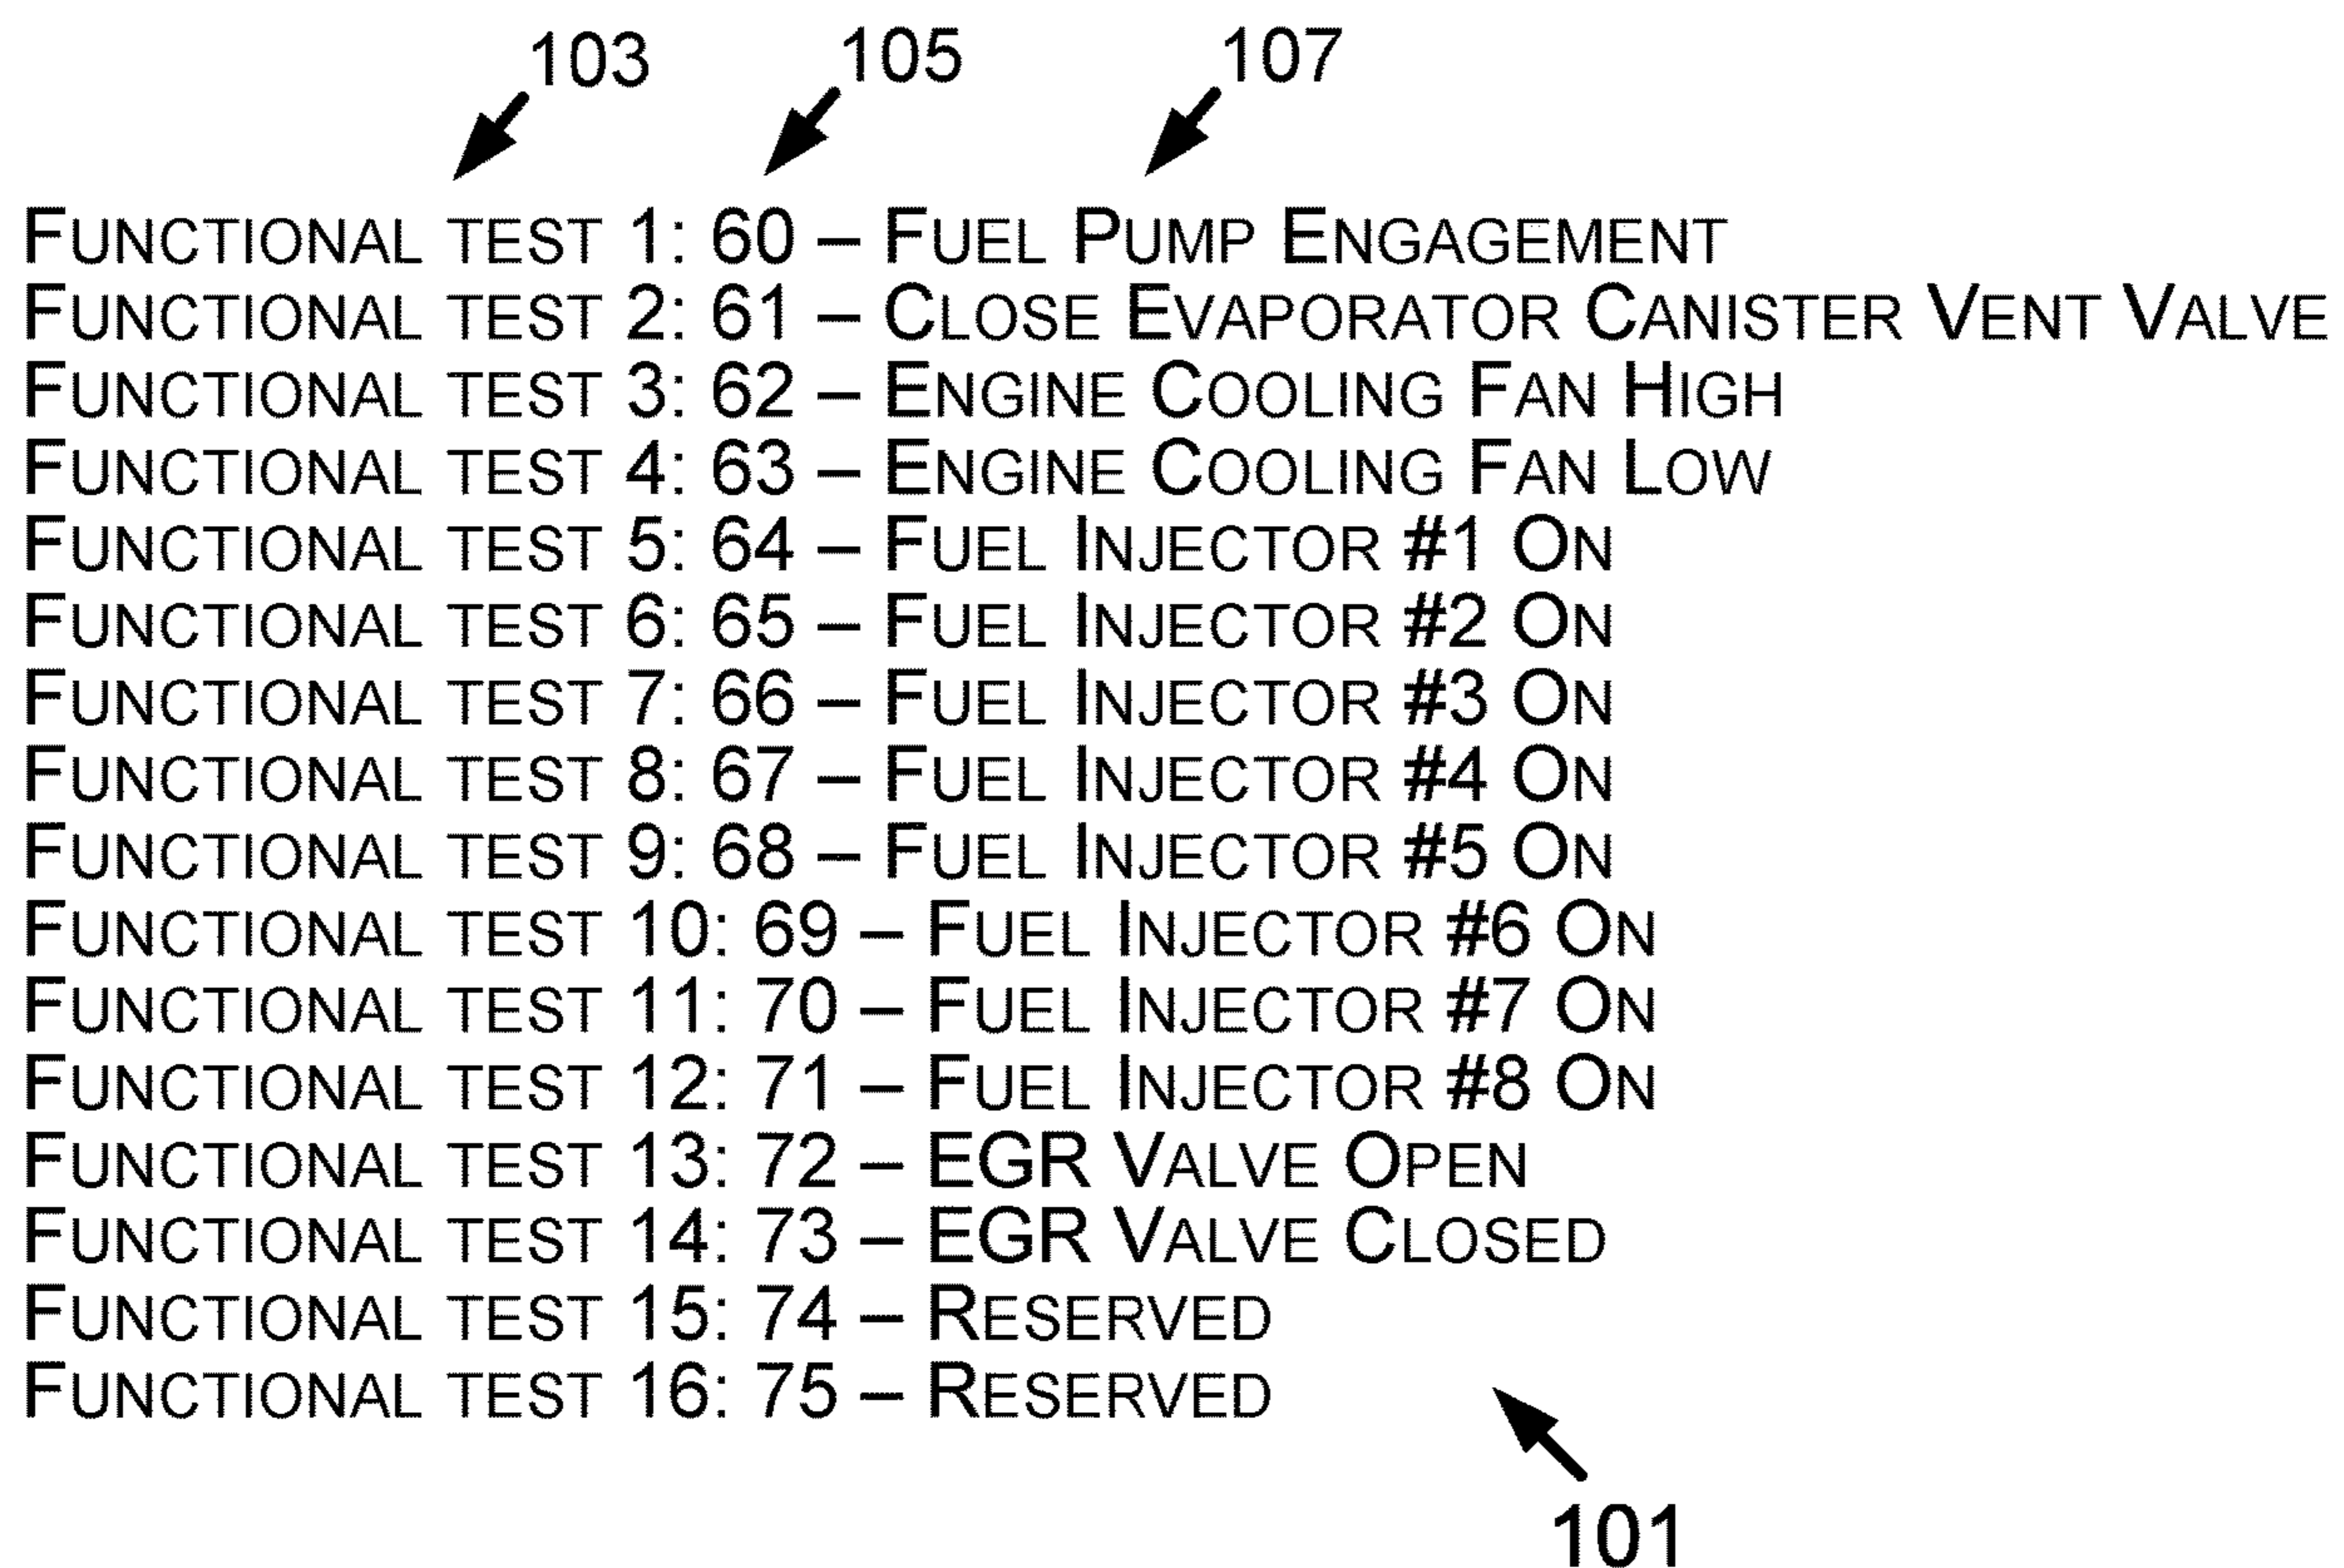 103 105 107
Functional test 1: 60 – Fuel Pump Engagement
Functional test 2: 61 – Close Evaporator Canister Vent Valve
Functional test 3: 62 – Engine Cooling Fan High
Functional test 4: 63 – Engine Cooling Fan Low
Functional test 5: 64 – Fuel Injector #1 On
Functional test 6: 65 – Fuel Injector #2 On
Functional test 7: 66 – Fuel Injector #3 On
Functional test 8: 67 – Fuel Injector #4 On
Functional test 9: 68 – Fuel Injector #5 On
Functional test 10: 69 – Fuel Injector #6 On
Functional test 11: 70 – Fuel Injector #7 On
Functional test 12: 71 – Fuel Injector #8 On
Functional test 13: 72 – EGR Valve Open
Functional test 14: 73 – EGR Valve Closed
Functional test 15: 74 – Reserved
Functional test 16: 75 – Reserved
101